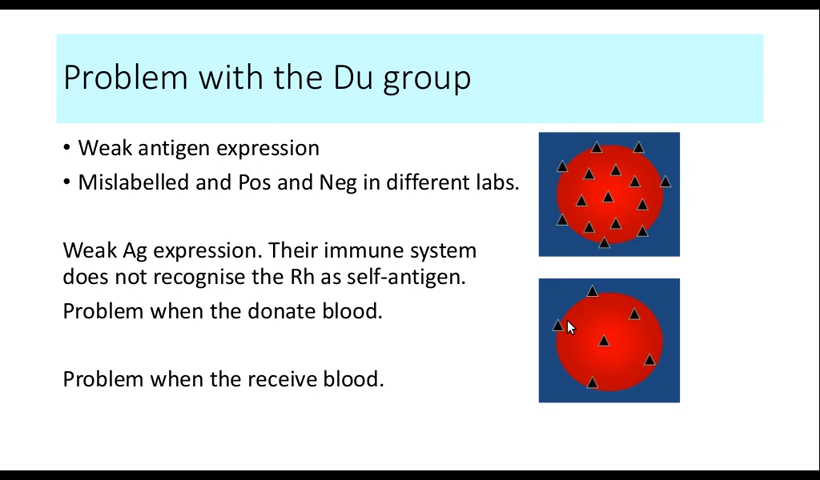 Problem with the Du group
• Weak antigen expression
• Mislabelled and Pos and Neg in different labs.
Weak Ag expression. Their immune system
does not recognise the Rh as self-antigen.
Problem when the donate blood.
Problem when the receive blood.